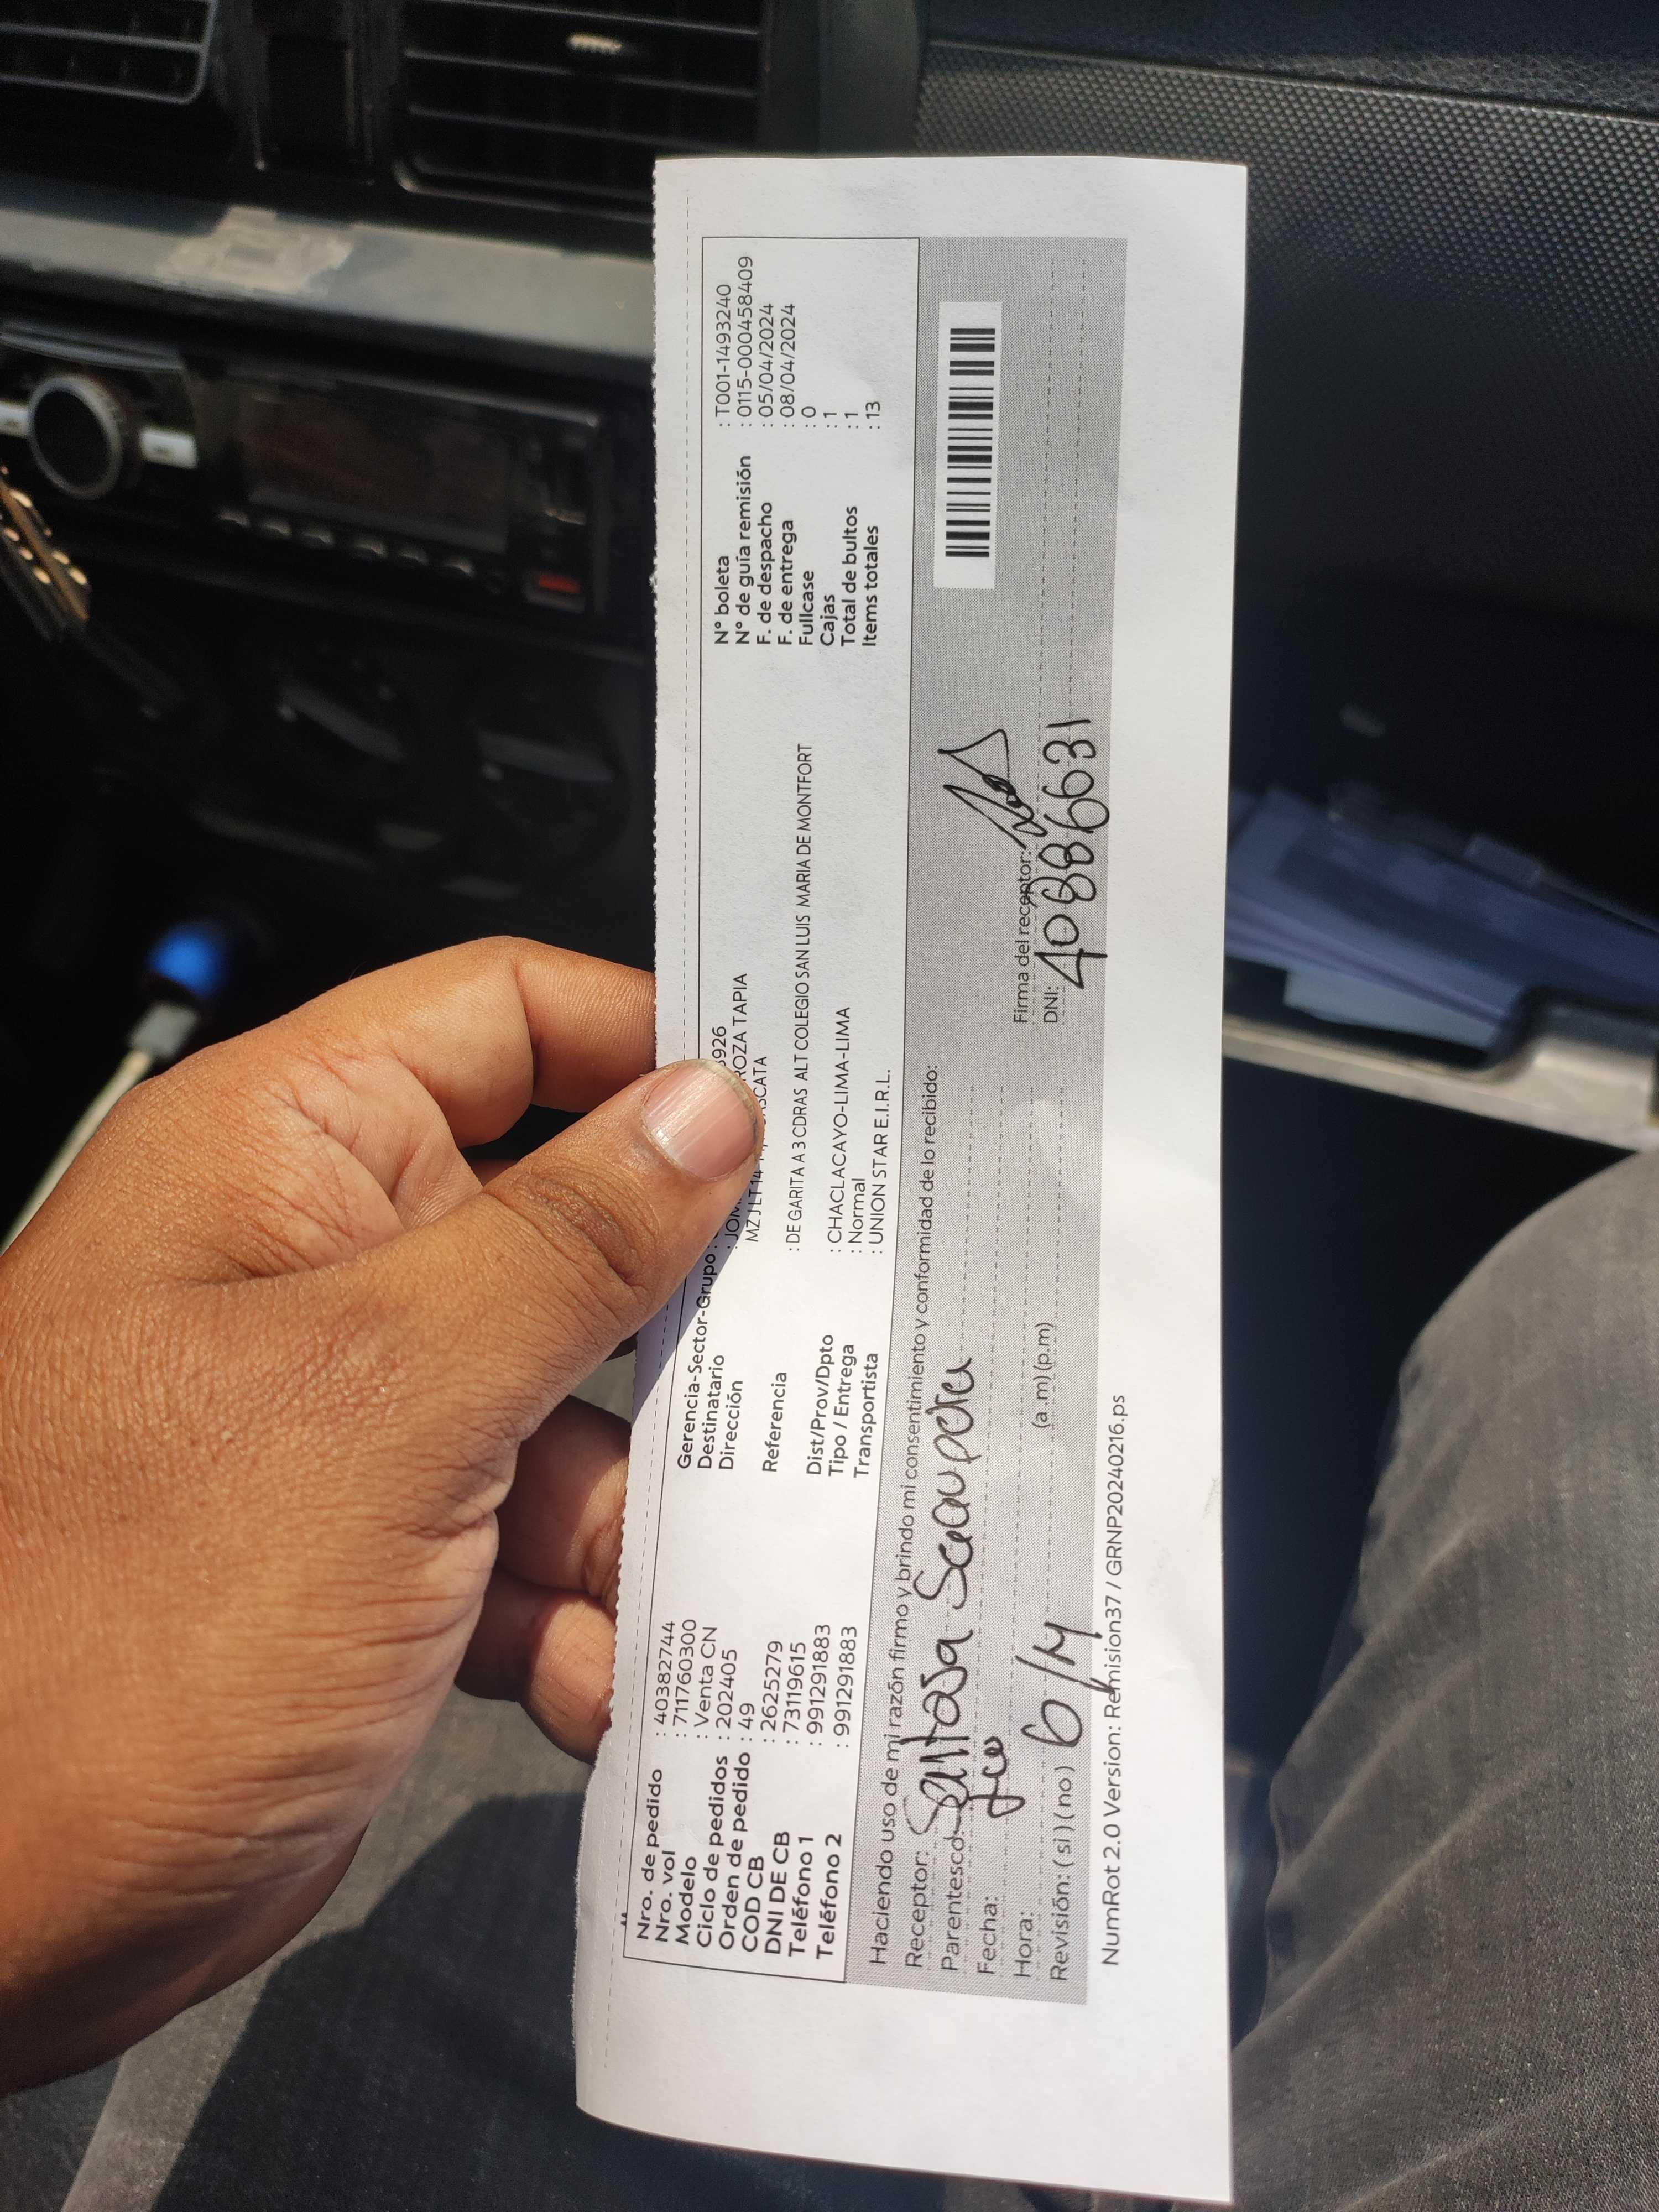 Nro. de pedido : 40382744
Nro. vol : 711760300
Modelo : Venta CN
Ciclo de pedidos : 202405
Orden de pedido : 49
COD CB : 2625279
DNI DE CB : 73119615
Teléfono 1 : 991291883
Teléfono 2 : 991291883
Gerencia-Sector-Grupo : 926
Destinatario : ROZA TAPIA
Dirección MZ J LT 14
Referencia : DE GARITA A 3 CDRAS ALT COLEGIO SAN LUIS MARIA DE MONTFORT
Dist/Prov/Dpto : CHACLACAYO-LIMA-LIMA
Tipo / Entrega : Normal
Transportista : UNION STAR E.I.R.L.
N° boleta : T001-1493240
N° de guía remisión : 0115-000458409
F. de despacho : 05/04/2024
F. de entrega : 08/04/2024
Fullcase : 0
Cajas : 1
Total de bultos : 1
Items totales : 13
Haciendo uso de mi razón firmo y brindo mi consentimiento y conformidad de lo recibido:
Receptor:
Parentesco:
Fecha:
Hora: (a.m) (p.m)
Revisión: ( si ) ( no )
Firma del receptor:
DNI: 40886631
NumRot 2.0 Version: Remision37 / GRNP20240216.ps